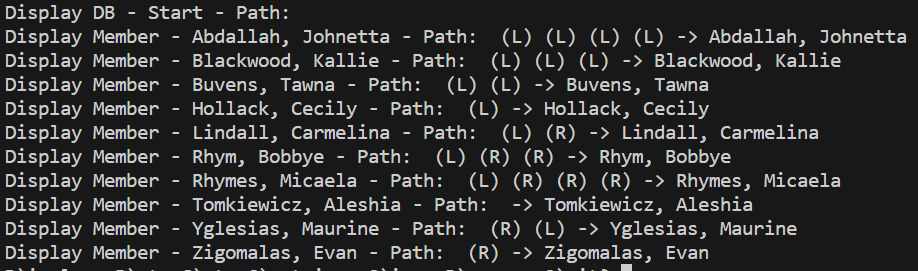 Display DB - Start - Path:
Display Member - Abdallah, Johnetta - Path:  (L) (L) (L) (L) -> Abdallah, Johnetta
Display Member - Blackwood, Kallie - Path:  (L) (L) (L) -> Blackwood, Kallie
Display Member - Buvens, Tawna - Path:  (L) (L) -> Buvens, Tawna
Display Member - Hollack, Cecily - Path:  (L) -> Hollack, Cecily
Display Member - Lindall, Carmelina - Path:  (L) (R) -> Lindall, Carmelina
Display Member - Rhym, Bobbye - Path:  (L) (R) (R) -> Rhym, Bobbye
Display Member - Rhymes, Micaela - Path:  (L) (R) (R) (R) -> Rhymes, Micaela
Display Member - Tomkiewicz, Aleshia - Path:  -> Tomkiewicz, Aleshia
Display Member - Yglesias, Maurine - Path:  (R) (L) -> Yglesias, Maurine
Display Member - Zigomalas, Evan - Path:  (R) -> Zigomalas, Evan